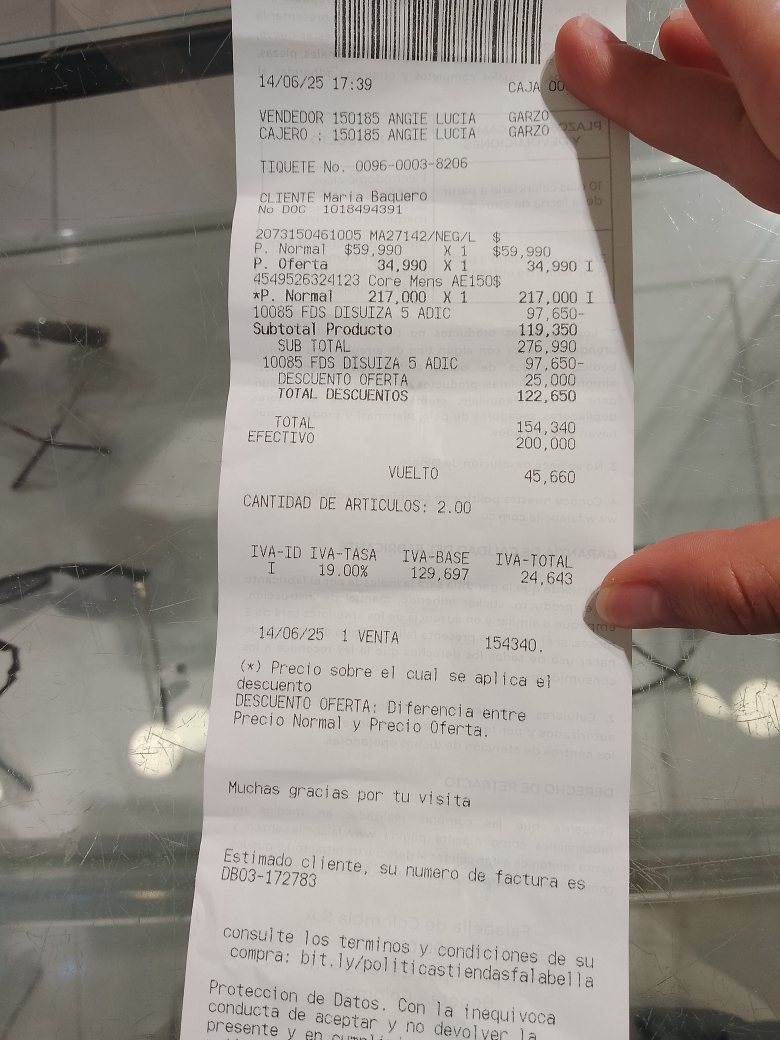 14/06/25 17:39 CAJA 00
VENDEDOR 150185 ANGIE LUCIA GARZO
CAJERO : 150185 ANGIE LUCIA GARZO
TIQUETE No. 0096-0003-8206
CLIENTE Maria Baquero
No DOC 1018494391
2073150461005 MA27142/NEG/L $
P. Normal $59,990 X 1 $59,990
P. Oferta 34,990 X 1 34,990 I
4549526324123 Core Mens AE150$
*P. Normal 217,000 X 1 217,000 I
10085 FDS DISUIZA 5 ADIC 97,650-
Subtotal Producto 119,350
SUB TOTAL 276,990
10085 FDS DISUIZA 5 ADIC 97,650-
DESCUENTO OFERTA 25,000
TOTAL DESCUENTOS 122,650
TOTAL 154,340
EFECTIVO 200,000
VUELTO 45,660
CANTIDAD DE ARTICULOS: 2.00
IVA-ID IVA-TASA IVA-BASE IVA-TOTAL
I 19.00% 129,697 24,643
14/06/25 1 VENTA 154340.
(*) Precio sobre el cual se aplica el
descuento
DESCUENTO OFERTA: Diferencia entre
Precio Normal y Precio Oferta.
Muchas gracias por tu visita
Estimado cliente, su numero de factura es
DB03-172783
consulte los terminos y condiciones de su
compra: bit.ly/politicastiendasfalabella
Proteccion de Datos. Con la inequivoca
conducta de aceptar y no devolver la
presente y en